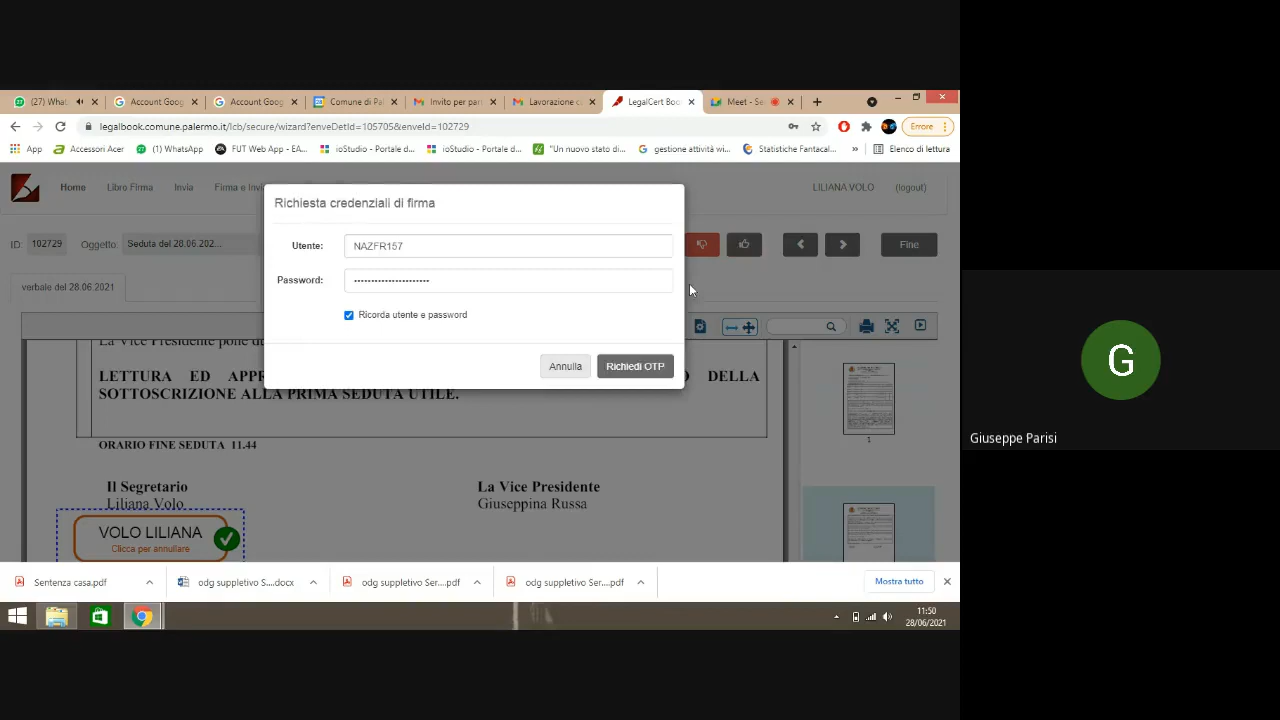 (27) What
Account Goog
Account Goog
Comune di Pal
Invito per part
Lavorazione co
LegalCert Boo
Meet - Se
legalbook.comune.palermo.it/lcb/secure/wizard?enveDetId=105705&enveId=102729
Errore
App
Accessori Acer
(1) WhatsApp
FUT Web App - EA...
ioStudio - Portale d...
ioStudio - Portale d...
"Un nuovo stato di...
gestione attività wi...
Statistiche Fantacal...
»
Elenco di lettura
Home
Libro Firma
Invia
Firma e Invi
LILIANA VOLO
(logout)
Richiesta credenziali di firma
ID:
102729
Oggetto:
Seduta del 28.06.202...
Utente:
NAZFR157
Fine
Password:
verbale del 28.06.2021
Ricorda utente e password
La Vice Presidente pone du
Annulla
Richiedi OTP
LETTURA ED APPR
O DELLA
SOTTOSCRIZIONE ALLA PRIMA SEDUTA UTILE.
ORARIO FINE SEDUTA 11.44
1
Il Segretario
La Vice Presidente
Liliana Volo
Giuseppina Russa
VOLO LILIANA
Clicca per annullare
Sentenza casa.pdf
odg suppletivo S....docx
odg suppletivo Ser....pdf
odg suppletivo Ser....pdf
Mostra tutto
11:50
28/06/2021
G
Giuseppe Parisi